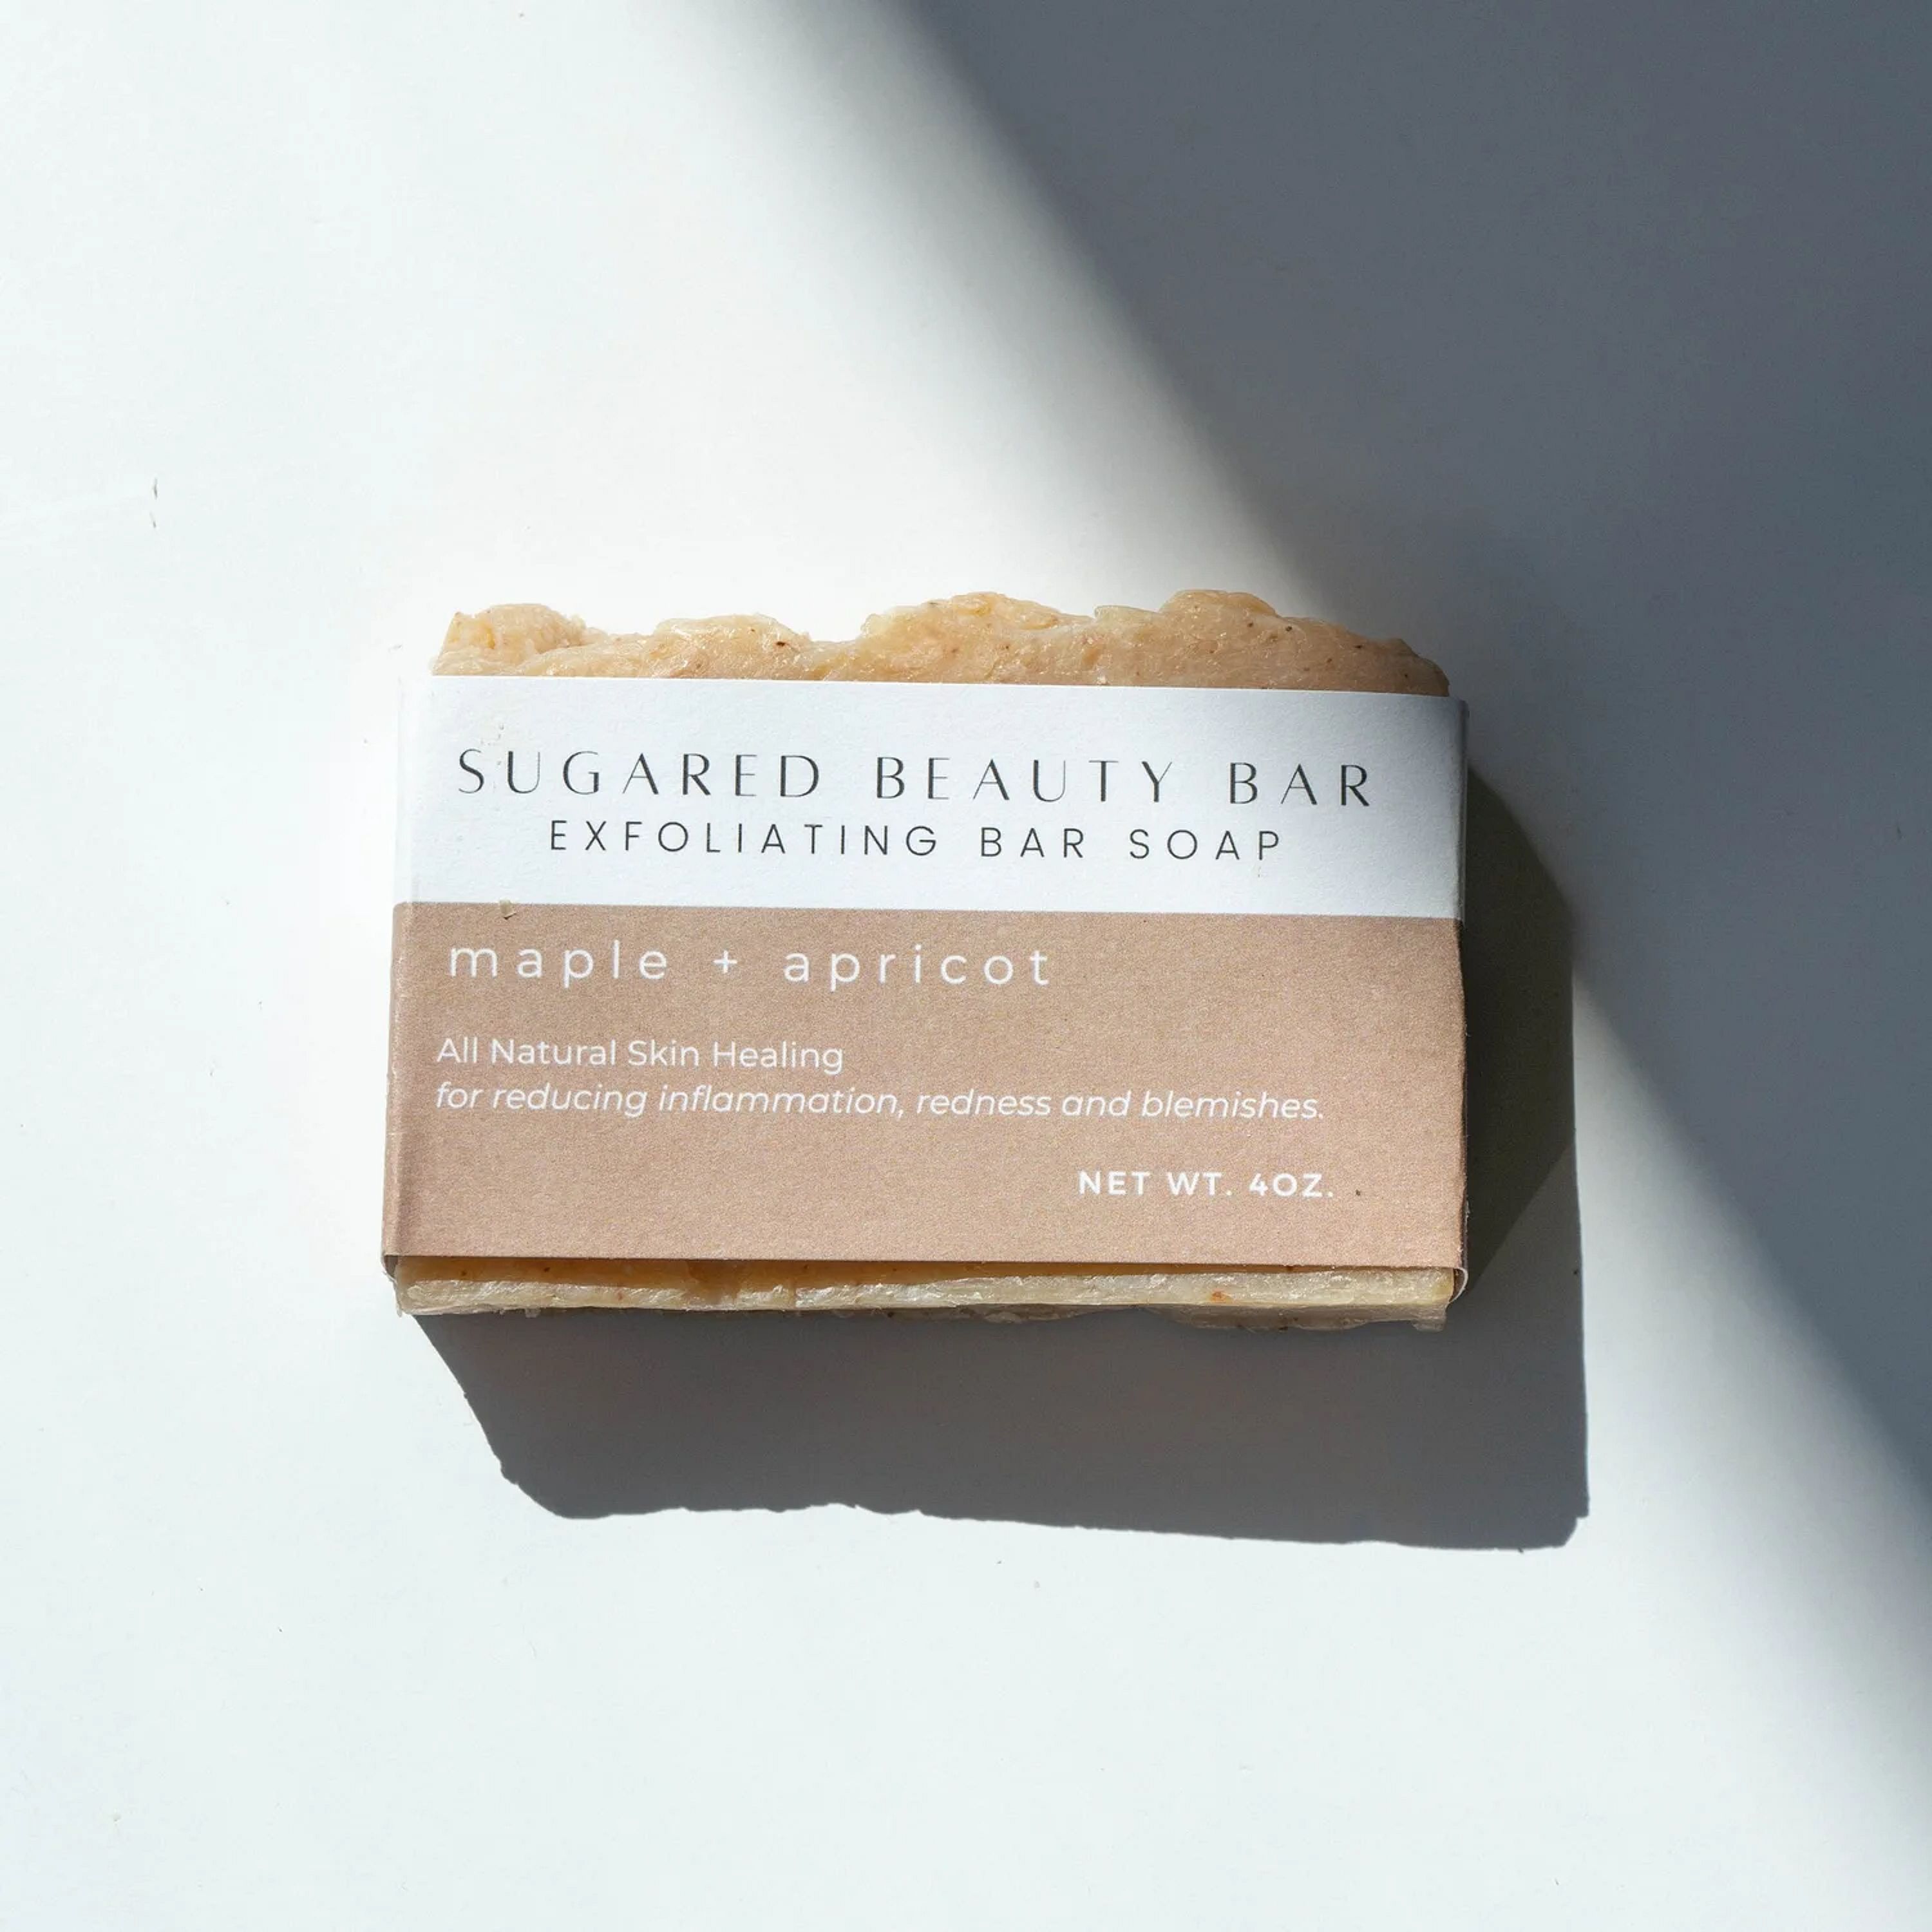 SUGARED BEAUTY BAR
EXFOLIATING BAR SOAP
maple + apricot
All Natural Skin Healing
for reducing inflammation, redness and blemishes.
NET WT. 4OZ.